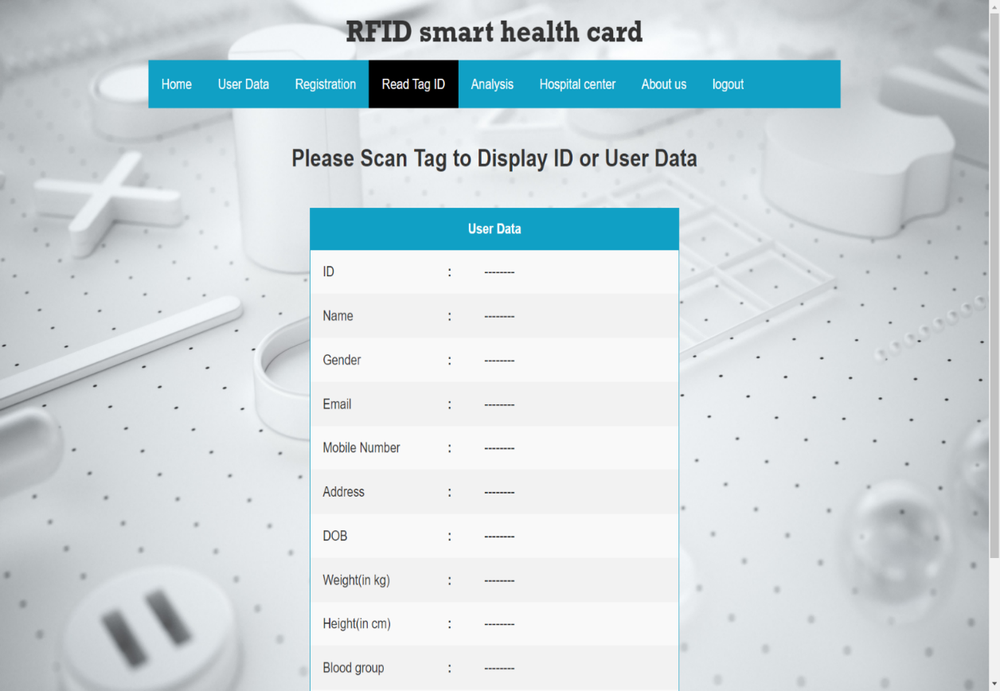 RFID smart health card
Home User Data Registration Read Tag ID Analysis Hospital center About us logout
Please Scan Tag to Display ID or User Data
User Data
ID : --------
Name : --------
Gender : --------
Email : --------
Mobile Number : --------
Address : --------
DOB : --------
Weight(in kg) : --------
Height(in cm) : --------
Blood group : --------